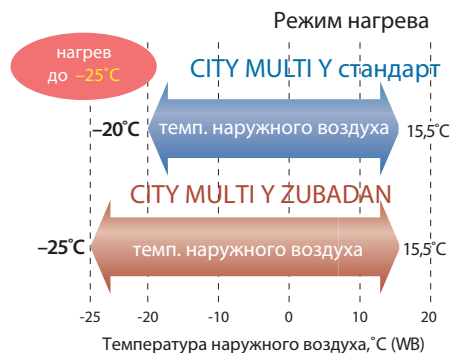 Режим нагрева
нагрев
до –25˚C
CITY MULTI Y стандарт
–20˚C
темп. наружного воздуха
15,5˚C
CITY MULTI Y ZUBADAN
–25˚C
темп. наружного воздуха
15,5˚C
-25 -20 -10 0 10 20
Температура наружного воздуха,˚C (WB)